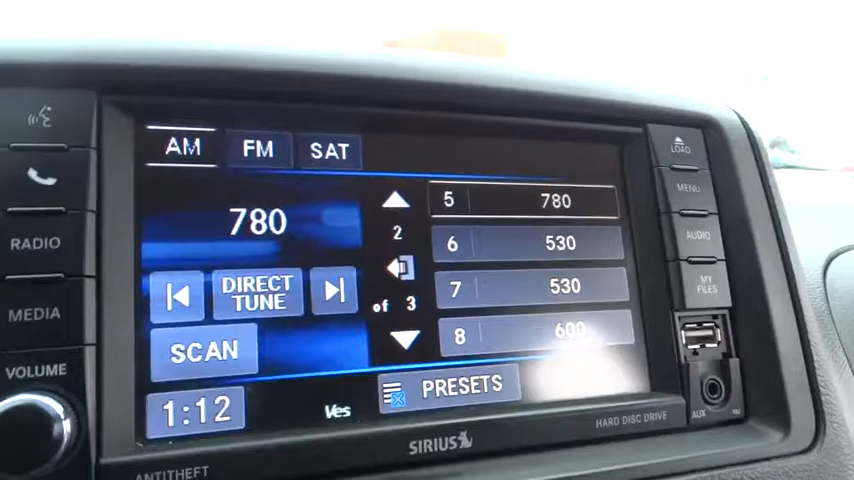 AM FM SAT
LOAD
MENU
RADIO
780
2
of 3
5 780
6 530
7 530
8 600
AUDIO
MY
FILES
DIRECT
TUNE
MEDIA
SCAN
VOLUME
PRESETS
1:12
Yes
HARD DISC DRIVE
AUX
SIRIUS
ANTITHEFT